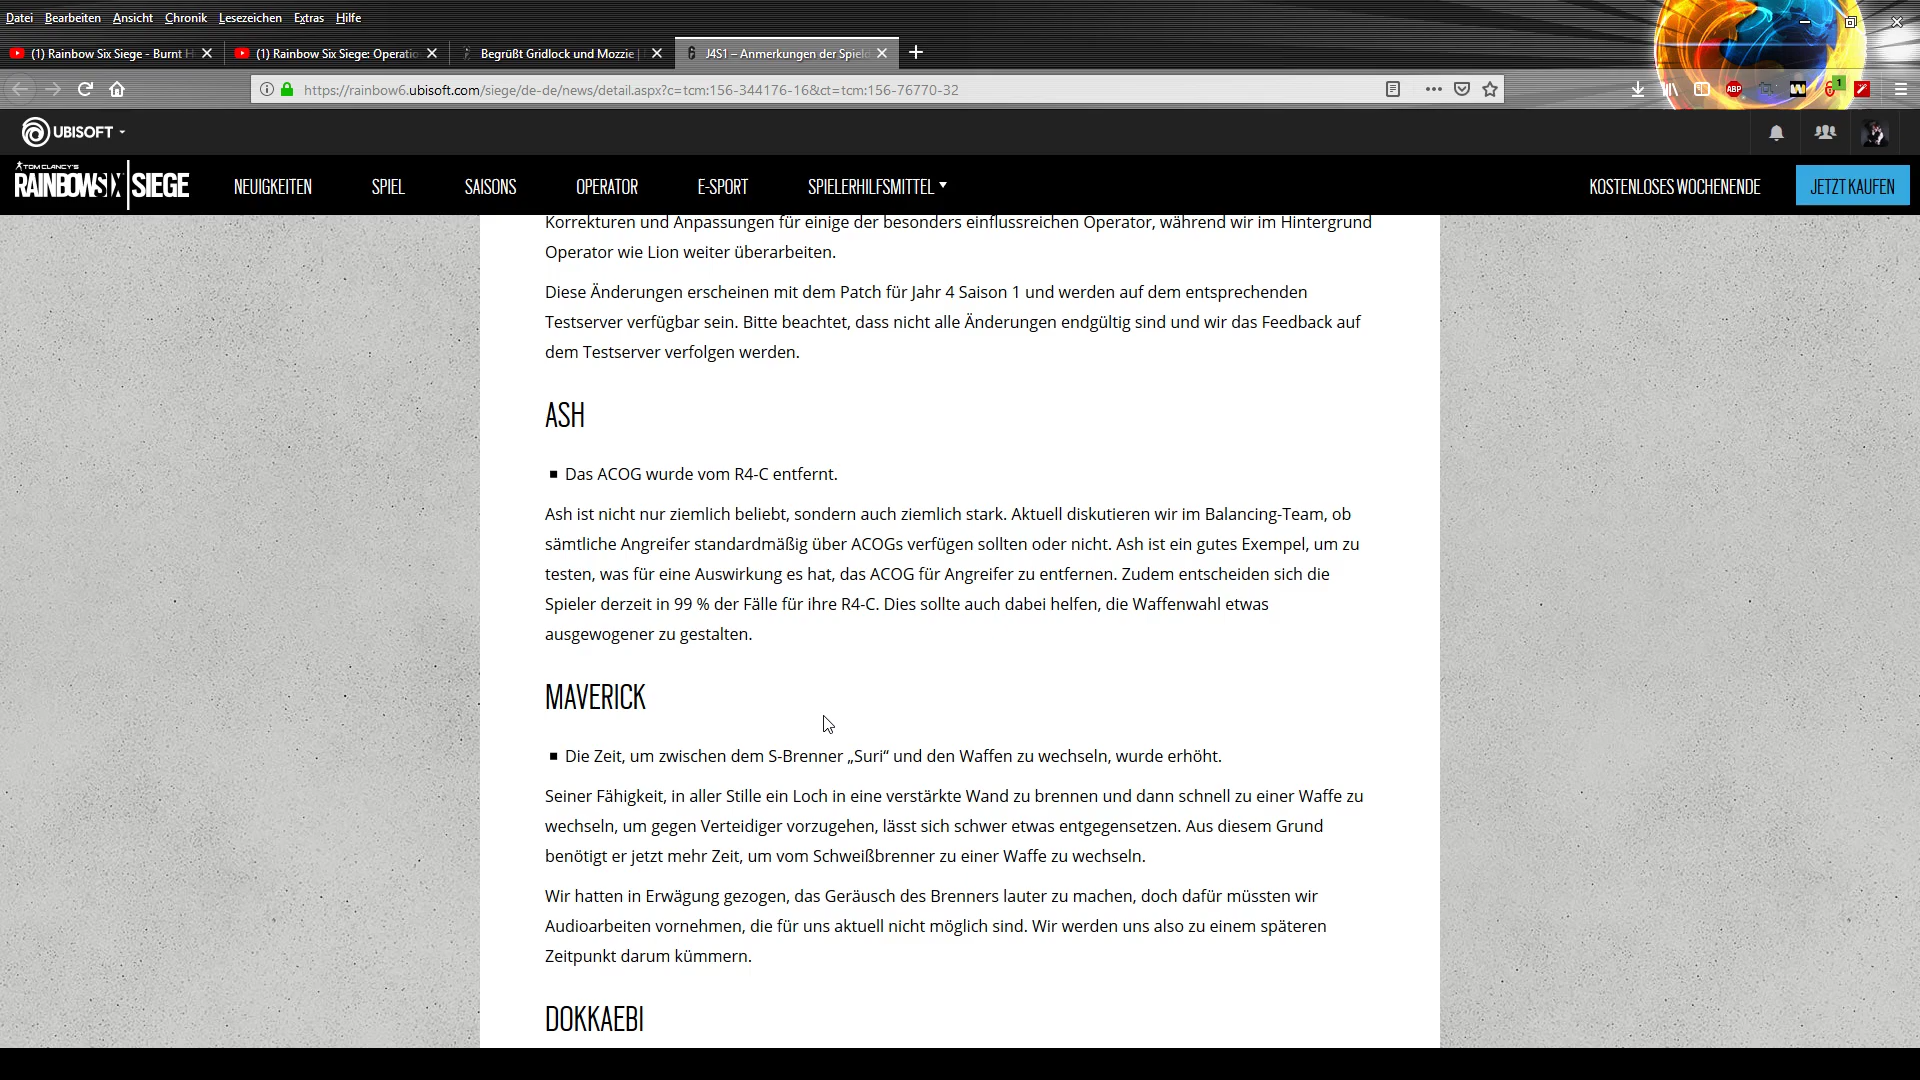 Datei Bearbeiten Ansicht Chronik Lesezeichen Extras Hilfe
(1) Rainbow Six Siege - Burnt H
(1) Rainbow Six Siege: Operatio
Begrüßt Gridlock und Mozzie |
J4S1 – Anmerkungen der Spield
https://rainbow6.ubisoft.com/siege/de-de/news/detail.aspx?c=tcm:156-344176-16&ct=tcm:156-76770-32
ABP
1
UBISOFT
TOM CLANCY'S
RAINBOWSIX | SIEGE
NEUIGKEITEN SPIEL SAISONS OPERATOR E-SPORT SPIELERHILFSMITTEL KOSTENLOSES WOCHENENDE JETZT KAUFEN
Korrekturen und Anpassungen für einige der besonders einflussreichen Operator, während wir im Hintergrund
Operator wie Lion weiter überarbeiten.
Diese Änderungen erscheinen mit dem Patch für Jahr 4 Saison 1 und werden auf dem entsprechenden
Testserver verfügbar sein. Bitte beachtet, dass nicht alle Änderungen endgültig sind und wir das Feedback auf
dem Testserver verfolgen werden.
ASH
▪ Das ACOG wurde vom R4-C entfernt.
Ash ist nicht nur ziemlich beliebt, sondern auch ziemlich stark. Aktuell diskutieren wir im Balancing-Team, ob
sämtliche Angreifer standardmäßig über ACOGs verfügen sollten oder nicht. Ash ist ein gutes Exempel, um zu
testen, was für eine Auswirkung es hat, das ACOG für Angreifer zu entfernen. Zudem entscheiden sich die
Spieler derzeit in 99 % der Fälle für ihre R4-C. Dies sollte auch dabei helfen, die Waffenwahl etwas
ausgewogener zu gestalten.
MAVERICK
▪ Die Zeit, um zwischen dem S-Brenner „Suri“ und den Waffen zu wechseln, wurde erhöht.
Seiner Fähigkeit, in aller Stille ein Loch in eine verstärkte Wand zu brennen und dann schnell zu einer Waffe zu
wechseln, um gegen Verteidiger vorzugehen, lässt sich schwer etwas entgegensetzen. Aus diesem Grund
benötigt er jetzt mehr Zeit, um vom Schweißbrenner zu einer Waffe zu wechseln.
Wir hatten in Erwägung gezogen, das Geräusch des Brenners lauter zu machen, doch dafür müssten wir
Audioarbeiten vornehmen, die für uns aktuell nicht möglich sind. Wir werden uns also zu einem späteren
Zeitpunkt darum kümmern.
DOKKAEBI